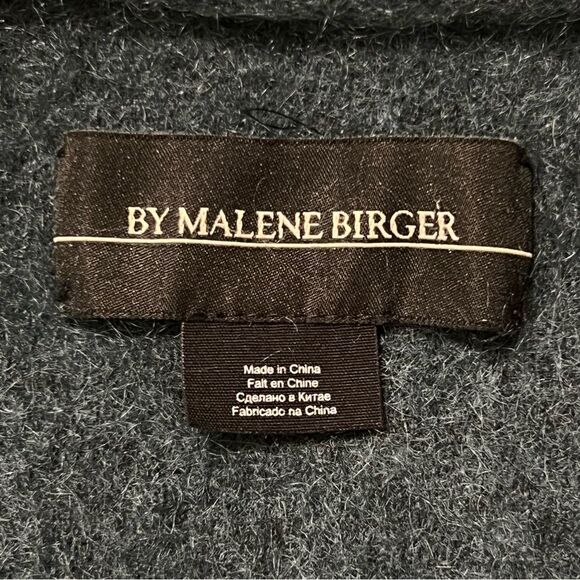 BY MALENE BIRGER
Made in China
Fait en Chine
Сделано в Китае
Fabricado na China